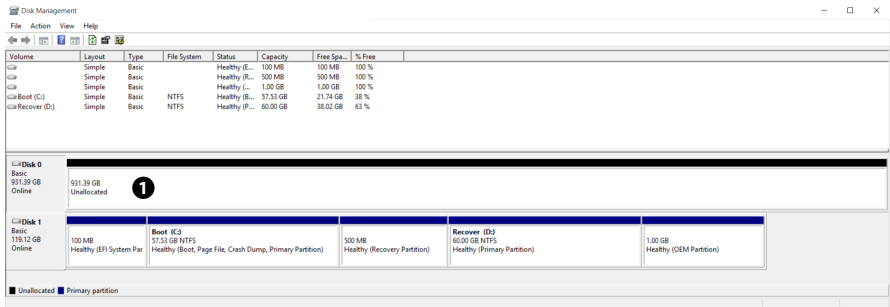 Disk Management
File Action View Help
Volume Layout Type File System Status Capacity Free Spa... % Free
Simple Basic Healthy (E... 100 MB 100 MB 100 %
Simple Basic Healthy (R... 500 MB 500 MB 100 %
Simple Basic Healthy (... 1.00 GB 1.00 GB 100 %
Boot (C:) Simple Basic NTFS Healthy (B... 57.53 GB 21.74 GB 38 %
Recover (D:) Simple Basic NTFS Healthy (P... 60.00 GB 38.02 GB 63 %
Disk 0
Basic
931.39 GB
Online
931.39 GB
Unallocated
1
Disk 1
Basic
119.12 GB
Online
100 MB
Healthy (EFI System Par
Boot (C:)
57.53 GB NTFS
Healthy (Boot, Page File, Crash Dump, Primary Partition)
500 MB
Healthy (Recovery Partition)
Recover (D:)
60.00 GB NTFS
Healthy (Primary Partition)
1.00 GB
Healthy (OEM Partition)
Unallocated Primary partition